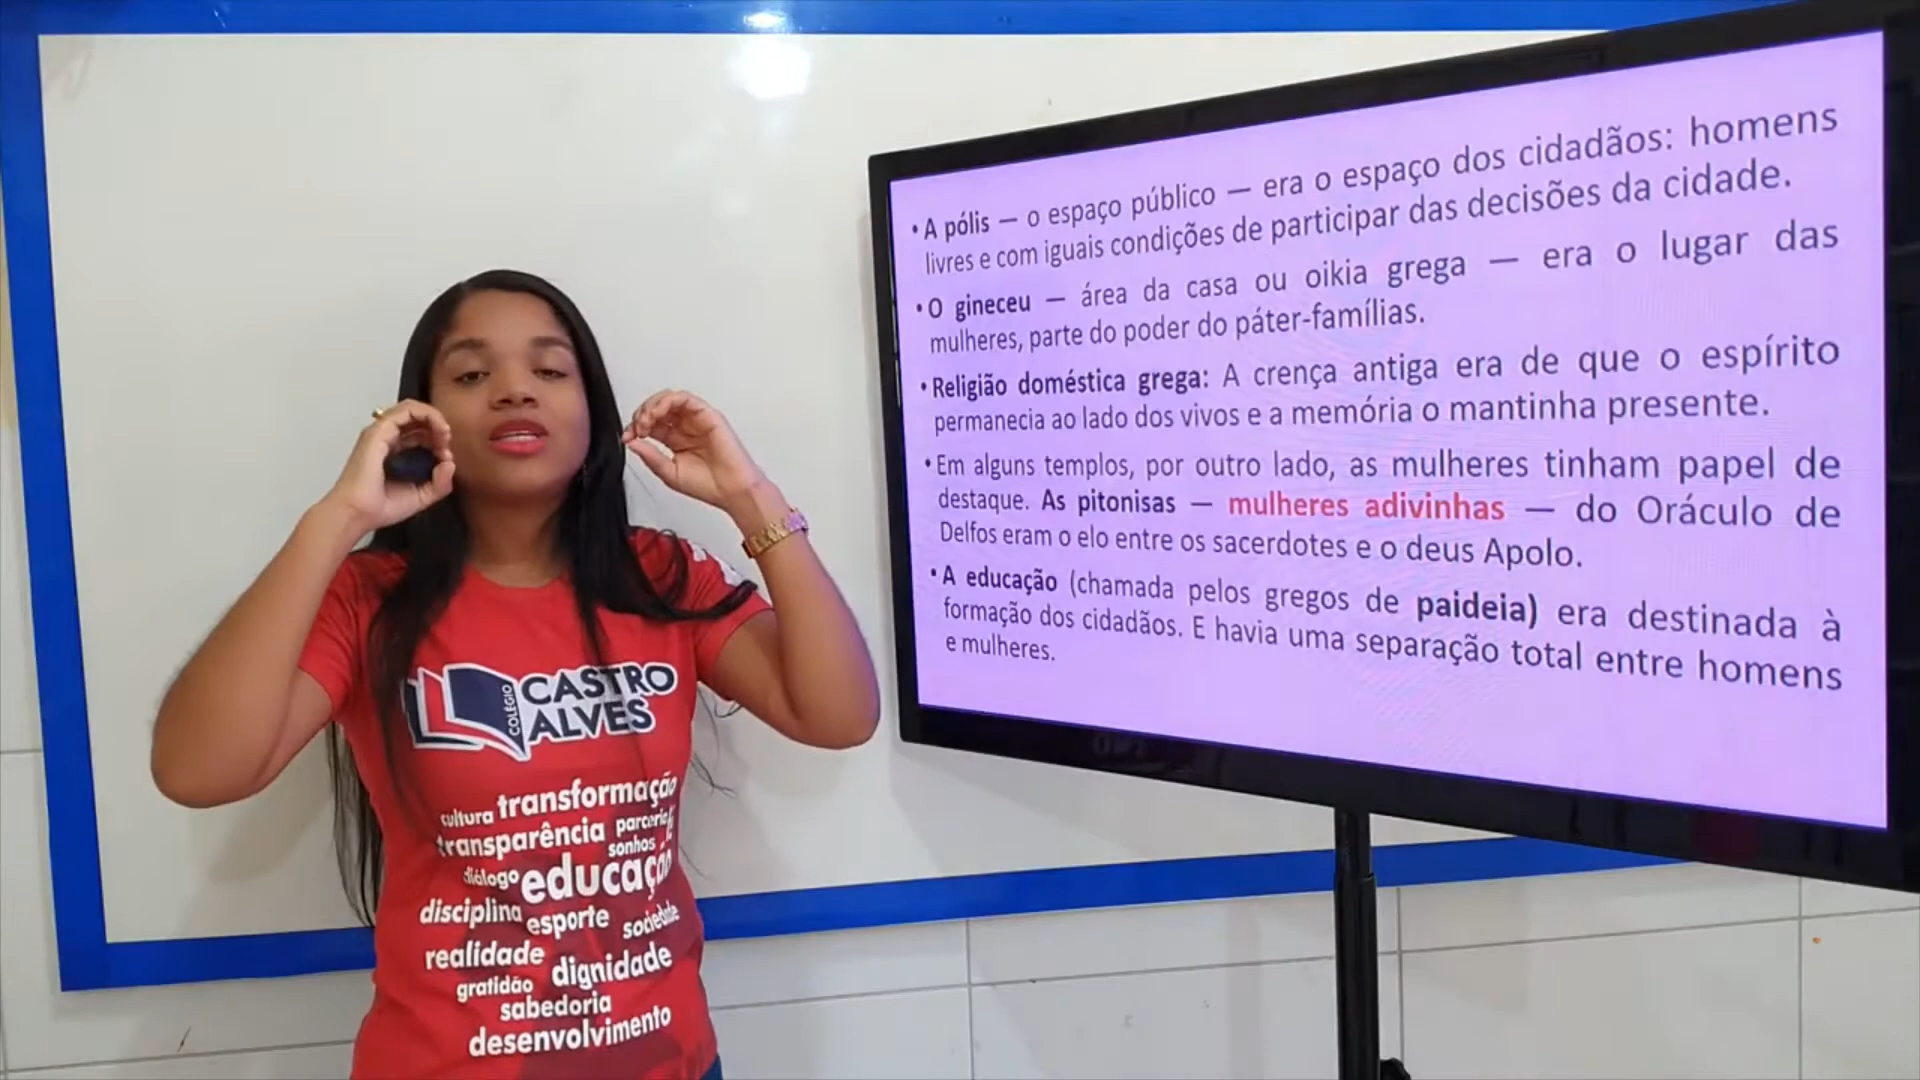 • A pólis — o espaço público — era o espaço dos cidadãos: homens
livres e com iguais condições de participar das decisões da cidade.
• O gineceu — área da casa ou oikia grega — era o lugar das
mulheres, parte do poder do páter-famílias.
• Religião doméstica grega: A crença antiga era de que o espírito
permanecia ao lado dos vivos e a memória o mantinha presente.
• Em alguns templos, por outro lado, as mulheres tinham papel de
destaque. As pitonisas — mulheres adivinhas — do Oráculo de
Delfos eram o elo entre os sacerdotes e o deus Apolo.
• A educação (chamada pelos gregos de paideia) era destinada à
formação dos cidadãos. E havia uma separação total entre homens
e mulheres.
COLÉGIO
CASTRO
ALVES
cultura transformação
transparência parceria
sonhos
diálogo educação
disciplina esporte sociedade
realidade dignidade
gratidão
sabedoria
desenvolvimento